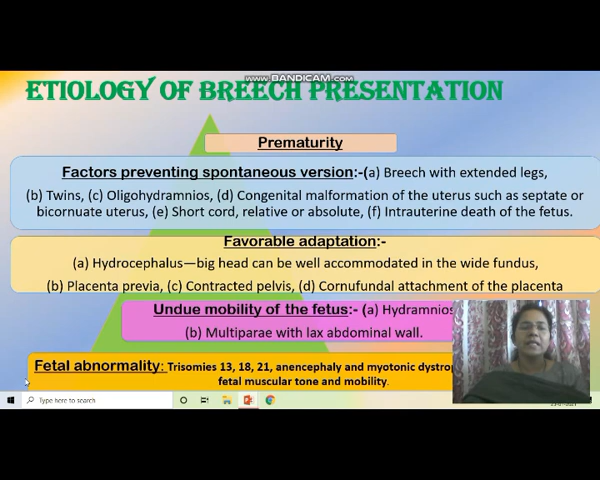 WWW.BANDICAM.COM
ETIOLOGY OF BREECH PRESENTATION
Prematurity
Factors preventing spontaneous version:-(a) Breech with extended legs,
(b) Twins, (c) Oligohydramnios, (d) Congenital malformation of the uterus such as septate or
bicornuate uterus, (e) Short cord, relative or absolute, (f) Intrauterine death of the fetus.
Favorable adaptation:-
(a) Hydrocephalus—big head can be well accommodated in the wide fundus,
(b) Placenta previa, (c) Contracted pelvis, (d) Cornufundal attachment of the placenta
Undue mobility of the fetus:- (a) Hydramnios
(b) Multiparae with lax abdominal wall.
Fetal abnormality: Trisomies 13, 18, 21, anencephaly and myotonic dystrop
fetal muscular tone and mobility.
Type here to search